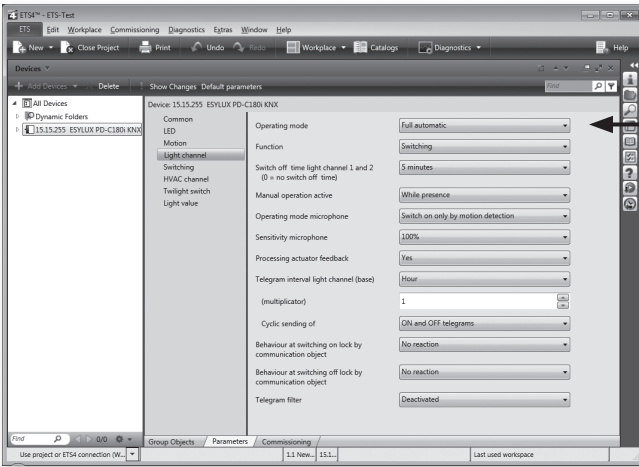 ETS4™ - ETS-Test
ETS Edit Workplace Commissioning Diagnostics Extras Window Help
New Close Project Print Undo Redo Workplace Catalogs Diagnostics Help
Devices
Add Devices Delete Show Changes Default parameters Find
All Devices
Dynamic Folders
15.15.255 ESYLUX PD-C180i KNX
Device: 15.15.255 ESYLUX PD-C180i KNX
Common
LED
Motion
Light channel
Switching
HVAC channel
Twilight switch
Light value
Operating mode Full automatic
Function Switching
Switch off time light channel 1 and 2 5 minutes
(0 = no switch off time)
Manual operation active While presence
Operating mode microphone Switch on only by motion detection
Sensitivity microphone 100%
Processing actuator feedback Yes
Telegram interval light channel (base) Hour
(multiplicator) 1
Cyclic sending of ON and OFF telegrams
Behaviour at switching on lock by No reaction
communication object
Behaviour at switching off lock by No reaction
communication object
Telegram filter Deactivated
Find 0/0
Group Objects Parameters Commissioning
Use project or ETS4 connection (W... 1.1 New... 15.1... Last used workspace